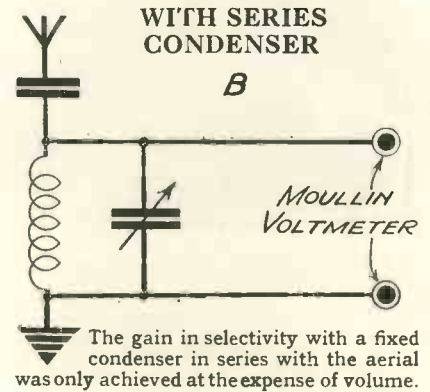 WITH SERIES
CONDENSER
B
MOULLIN
VOLTMETER
The gain in selectivity with a fixed
condenser in series with the aerial
was only achieved at the expense of volume.